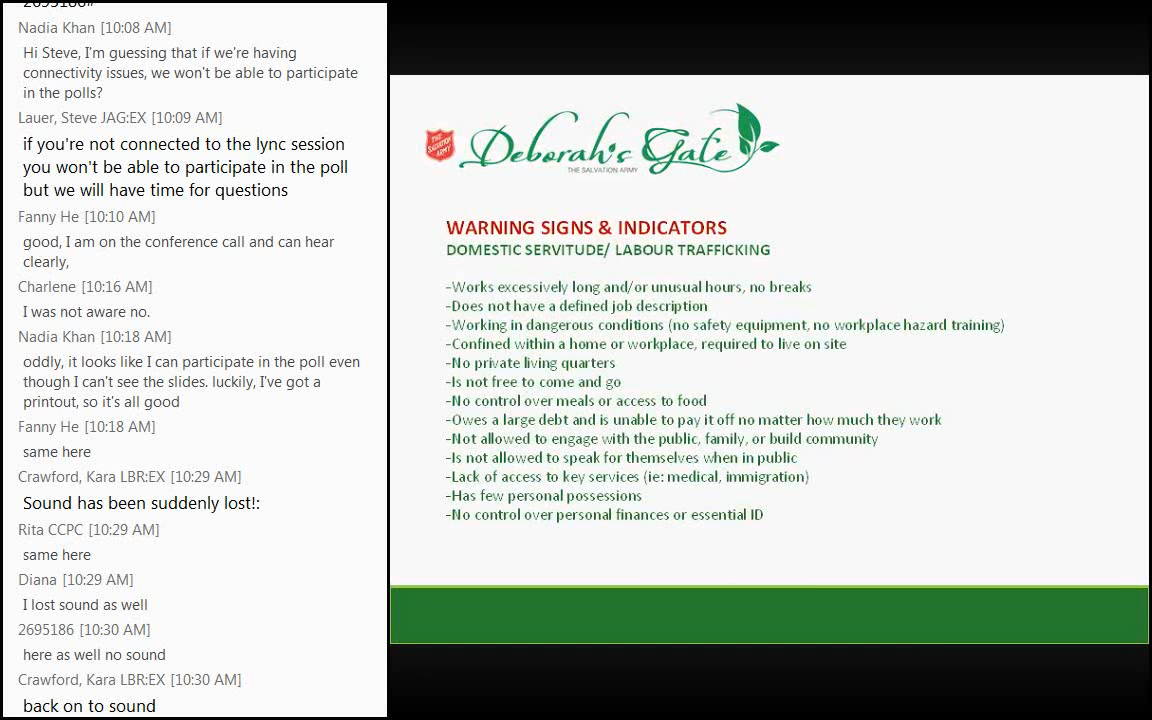 2695186#
Nadia Khan [10:08 AM]
Hi Steve, I'm guessing that if we're having
connectivity issues, we won't be able to participate
in the polls?
Lauer, Steve JAG:EX [10:09 AM]
if you're not connected to the lync session
you won't be able to participate in the poll
but we will have time for questions
Fanny He [10:10 AM]
good, I am on the conference call and can hear
clearly,
Charlene [10:16 AM]
I was not aware no.
Nadia Khan [10:18 AM]
oddly, it looks like I can participate in the poll even
though I can't see the slides. luckily, I've got a
printout, so it's all good
Fanny He [10:18 AM]
same here
Crawford, Kara LBR:EX [10:29 AM]
Sound has been suddenly lost!:
Rita CCPC [10:29 AM]
same here
Diana [10:29 AM]
I lost sound as well
2695186 [10:30 AM]
here as well no sound
Crawford, Kara LBR:EX [10:30 AM]
back on to sound
THE
SALVATION
ARMY
Deborah's Gate
THE SALVATION ARMY
WARNING SIGNS & INDICATORS
DOMESTIC SERVITUDE/ LABOUR TRAFFICKING
-Works excessively long and/or unusual hours, no breaks
-Does not have a defined job description
-Working in dangerous conditions (no safety equipment, no workplace hazard training)
-Confined within a home or workplace, required to live on site
-No private living quarters
-Is not free to come and go
-No control over meals or access to food
-Owes a large debt and is unable to pay it off no matter how much they work
-Not allowed to engage with the public, family, or build community
-Is not allowed to speak for themselves when in public
-Lack of access to key services (ie: medical, immigration)
-Has few personal possessions
-No control over personal finances or essential ID